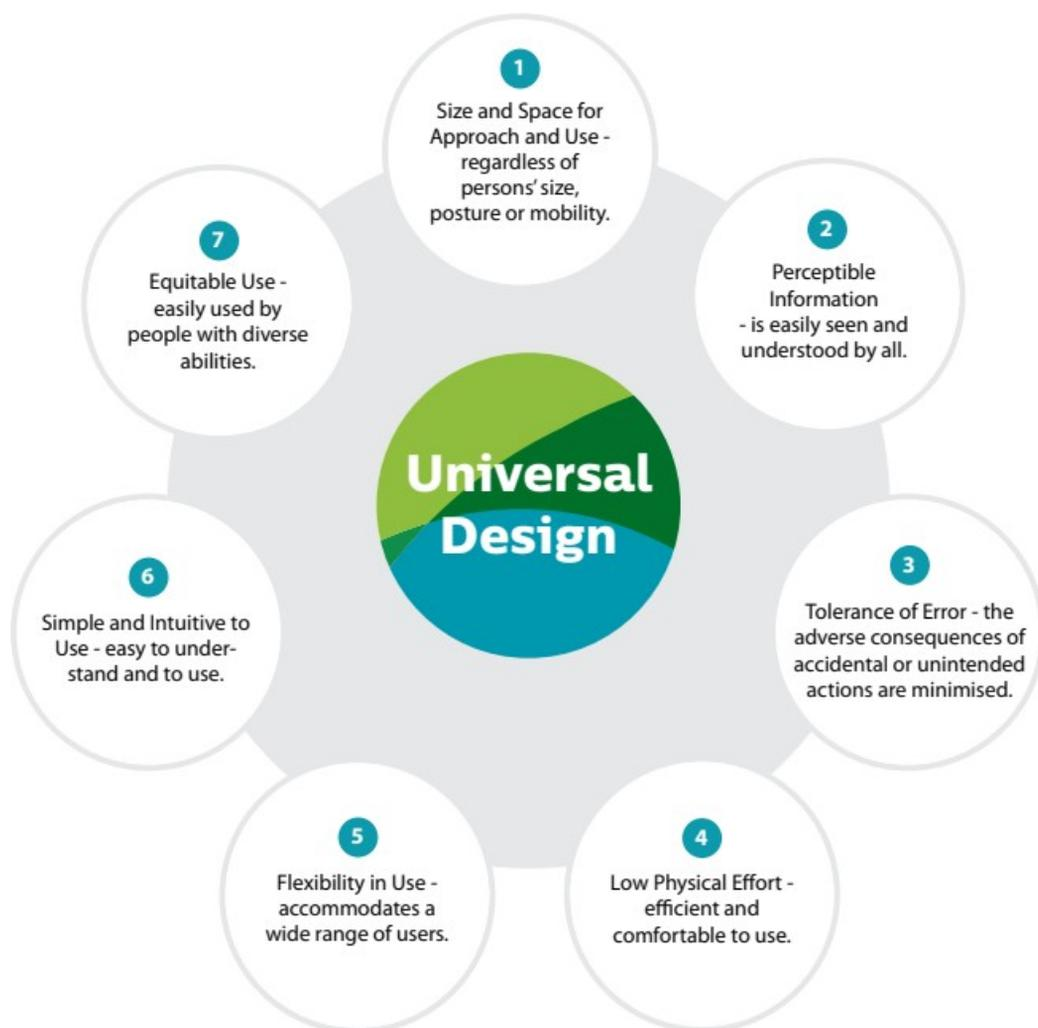 1
Size and Space for
Approach and Use -
regardless of
persons' size,
posture or mobility.
2
Perceptible
Information
- is easily seen and
understood by all.
3
Tolerance of Error - the
adverse consequences of
accidental or unintended
actions are minimised.
4
Low Physical Effort -
efficient and
comfortable to use.
5
Flexibility in Use -
accommodates a
wide range of users.
6
Simple and Intuitive to
Use - easy to under-
stand and to use.
7
Equitable Use -
easily used by
people with diverse
abilities.
Universal
Design